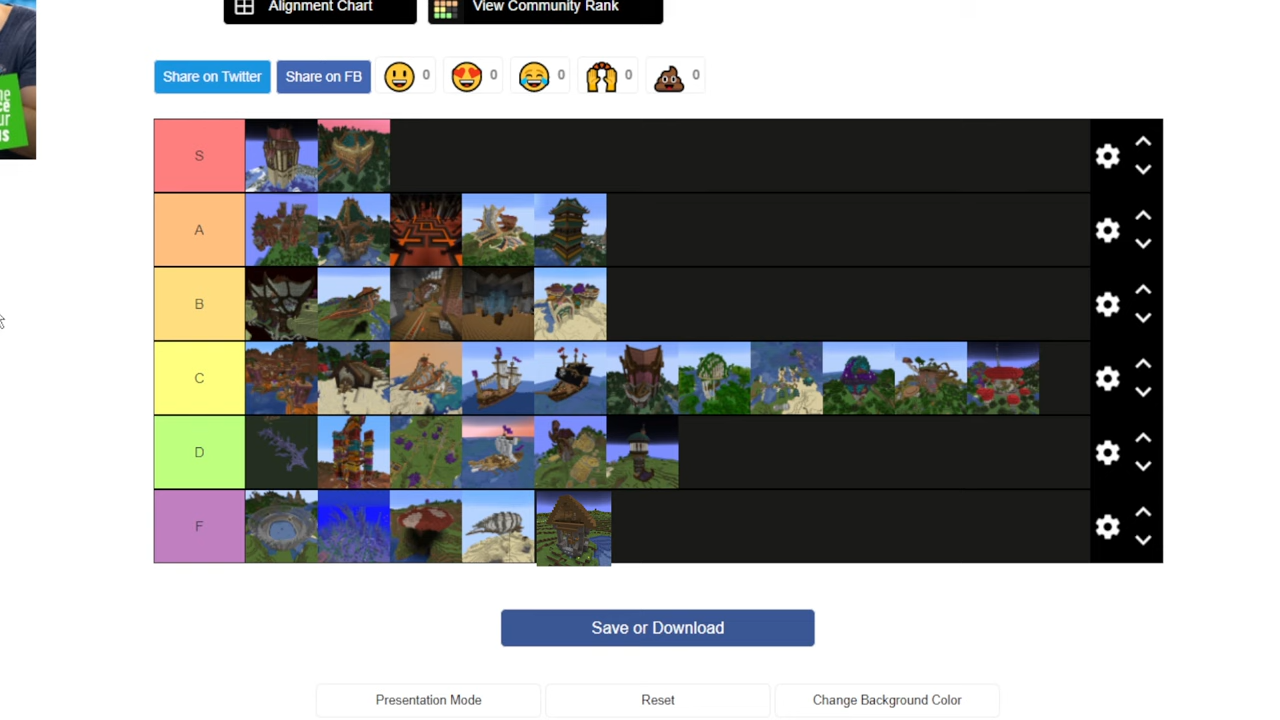 Alignment Chart
View Community Rank
Share on Twitter
Share on FB
0
0
0
0
0
S
A
B
C
D
F
Save or Download
Presentation Mode
Reset
Change Background Color